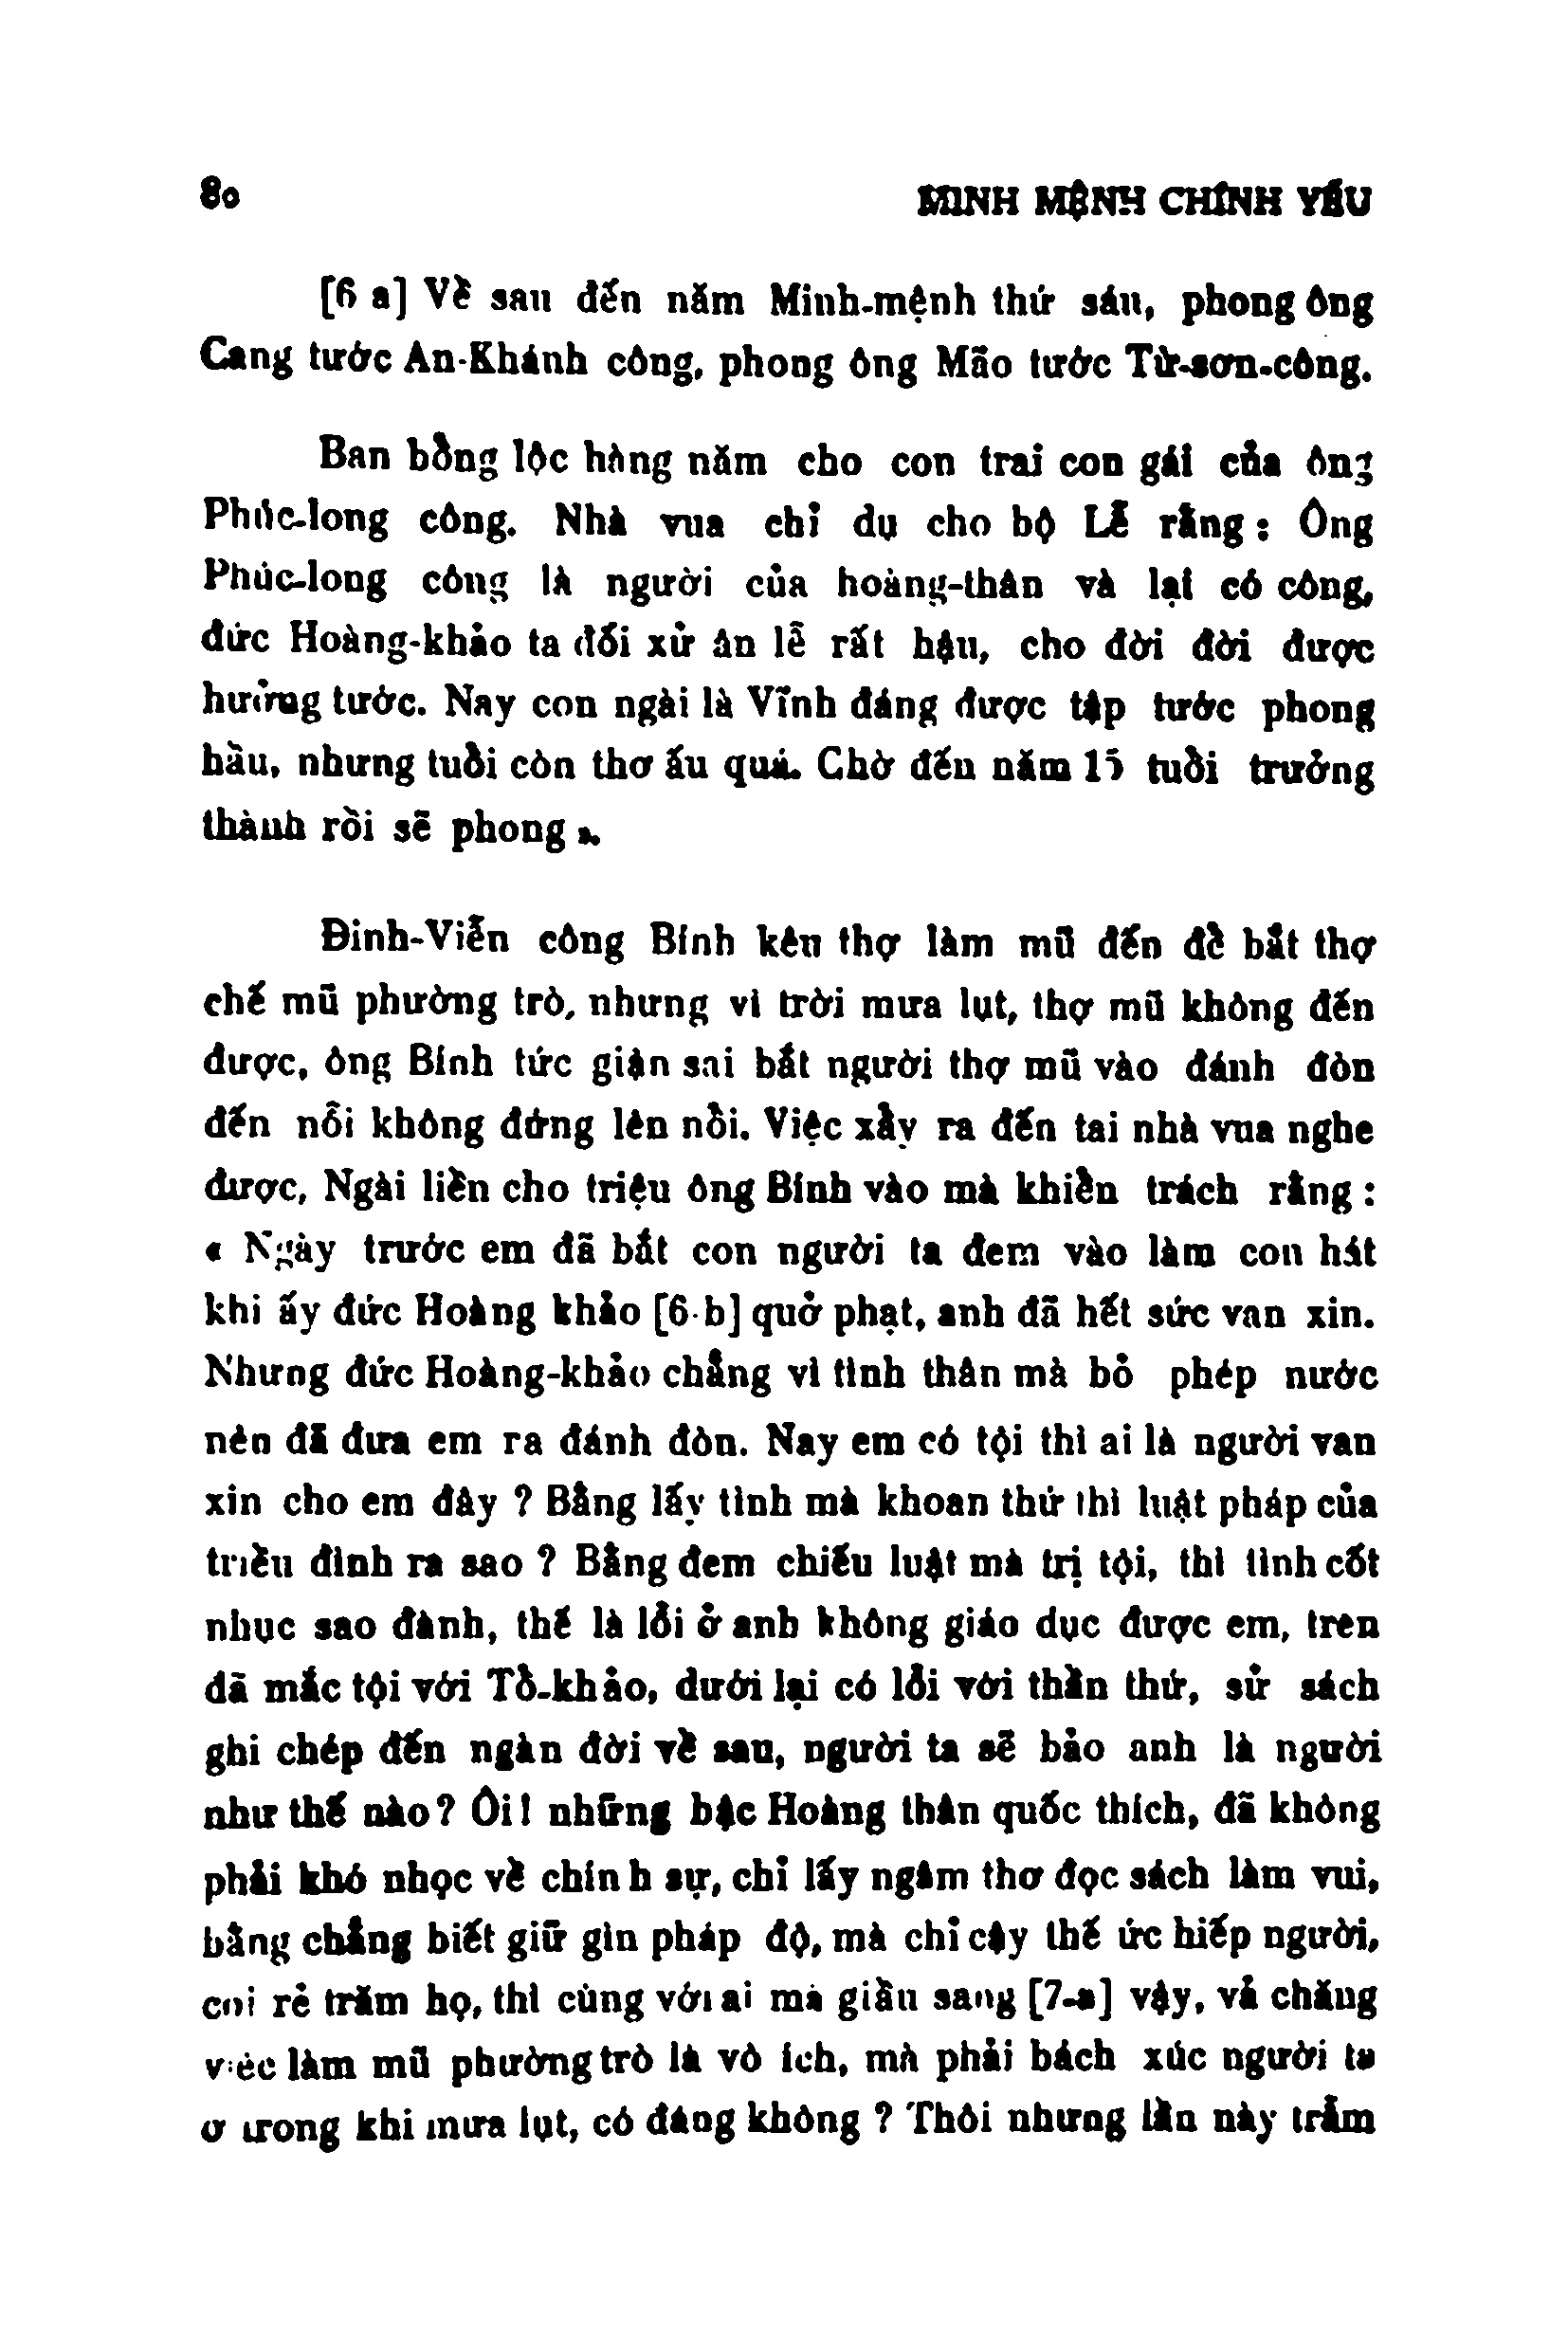 80
MINH MỆNH CHÍNH YẾU
[6 a] Về sau đến năm Minh-mệnh thứ sáu, phong ông
Cang tước An-Khánh công, phong ông Mão tước Từ-sơn-công.
Ban bổng lộc hàng năm cho con trai con gái của ông
Phúc-long công. Nhà vua chỉ dụ cho bộ Lễ rằng : Ông
Phúc-long công là người của hoàng-thân và lại có công,
đức Hoàng-khảo ta đối xử ân lễ rất hậu, cho đời đời được
hưởng tước. Nay con ngài là Vĩnh đáng được tập tước phong
hầu, nhưng tuổi còn thơ ấu quá. Chờ đến năm 15 tuổi trưởng
thành rồi sẽ phong ».
Đinh-Viễn công Bính kêu thợ làm mũ đến để bắt thợ
chế mũ phường trò, nhưng vì trời mưa lụt, thợ mũ không đến
được, ông Bính tức giận sai bắt người thợ mũ vào đánh đòn
đến nỗi không đứng lên nổi. Việc xẩy ra đến tai nhà vua nghe
được, Ngài liền cho triệu ông Bính vào mà khiển trách rằng :
« Ngày trước em đã bắt con người ta đem vào làm con hát
khi ấy đức Hoàng khảo [6-b] quở phạt, anh đã hết sức van xin.
Nhưng đức Hoàng-khảo chẳng vì tình thân mà bỏ phép nước
nên đã đưa em ra đánh đòn. Nay em có tội thì ai là người van
xin cho em đây ? Bằng lấy tình mà khoan thứ thì luật pháp của
triều đình ra sao ? Bằng đem chiếu luật mà trị tội, thì tình cốt
nhục sao đành, thế là lỗi ở anh không giáo dục được em, trên
đã mắc tội với Tổ-khảo, dưới lại có lỗi với thần thứ, sử sách
ghi chép đến ngàn đời về sau, người ta sẽ bảo anh là người
như thế nào ? Ôi ! những bậc Hoàng thân quốc thích, đã không
phải khó nhọc về chính sự, chỉ lấy ngâm thơ đọc sách làm vui,
bằng chẳng biết giữ gìn pháp độ, mà chỉ cậy thế ức hiếp người,
coi rẻ trăm họ, thì cùng với ai mà giầu sang [7-a] vậy, vả chăng
việc làm mũ phường trò là vô ích, mà phải bách xúc người ta
ở trong khi mưa lụt, có đáng không ? Thôi nhưng lần này trẫm